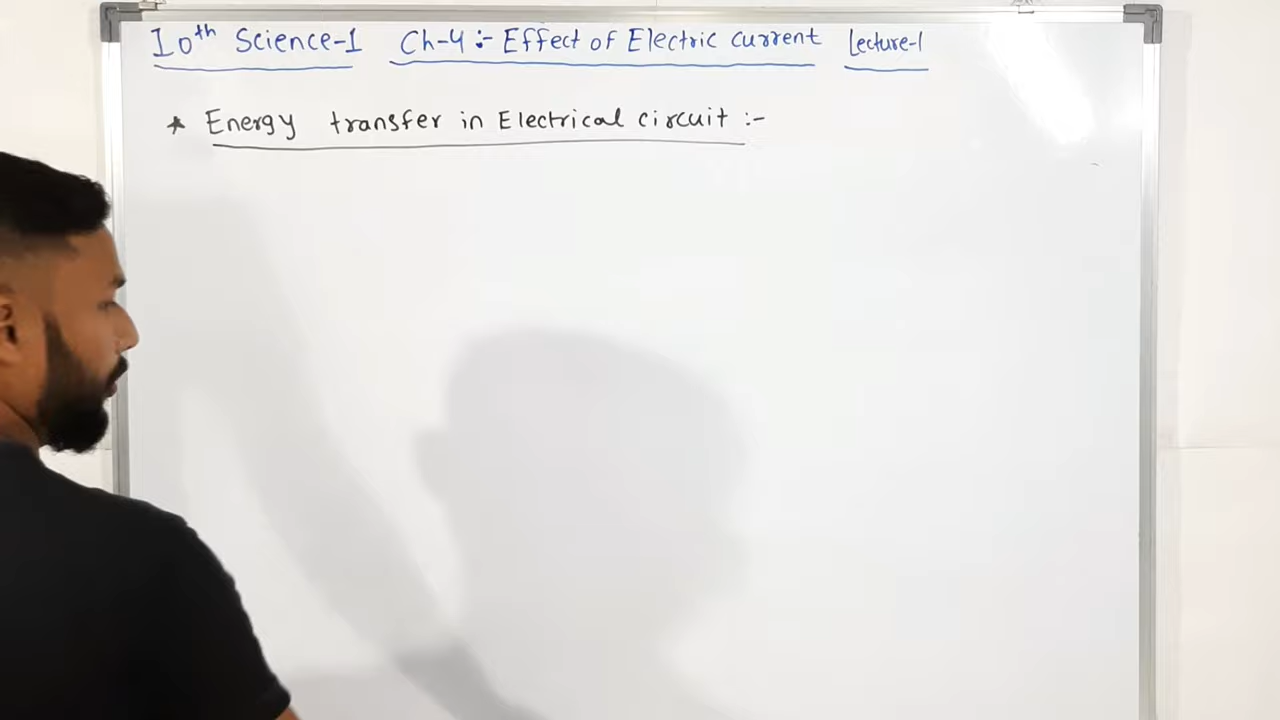 10th Science-1 Ch-4 :- Effect of Electric current Lecture-1
* Energy transfer in Electrical circuit :-